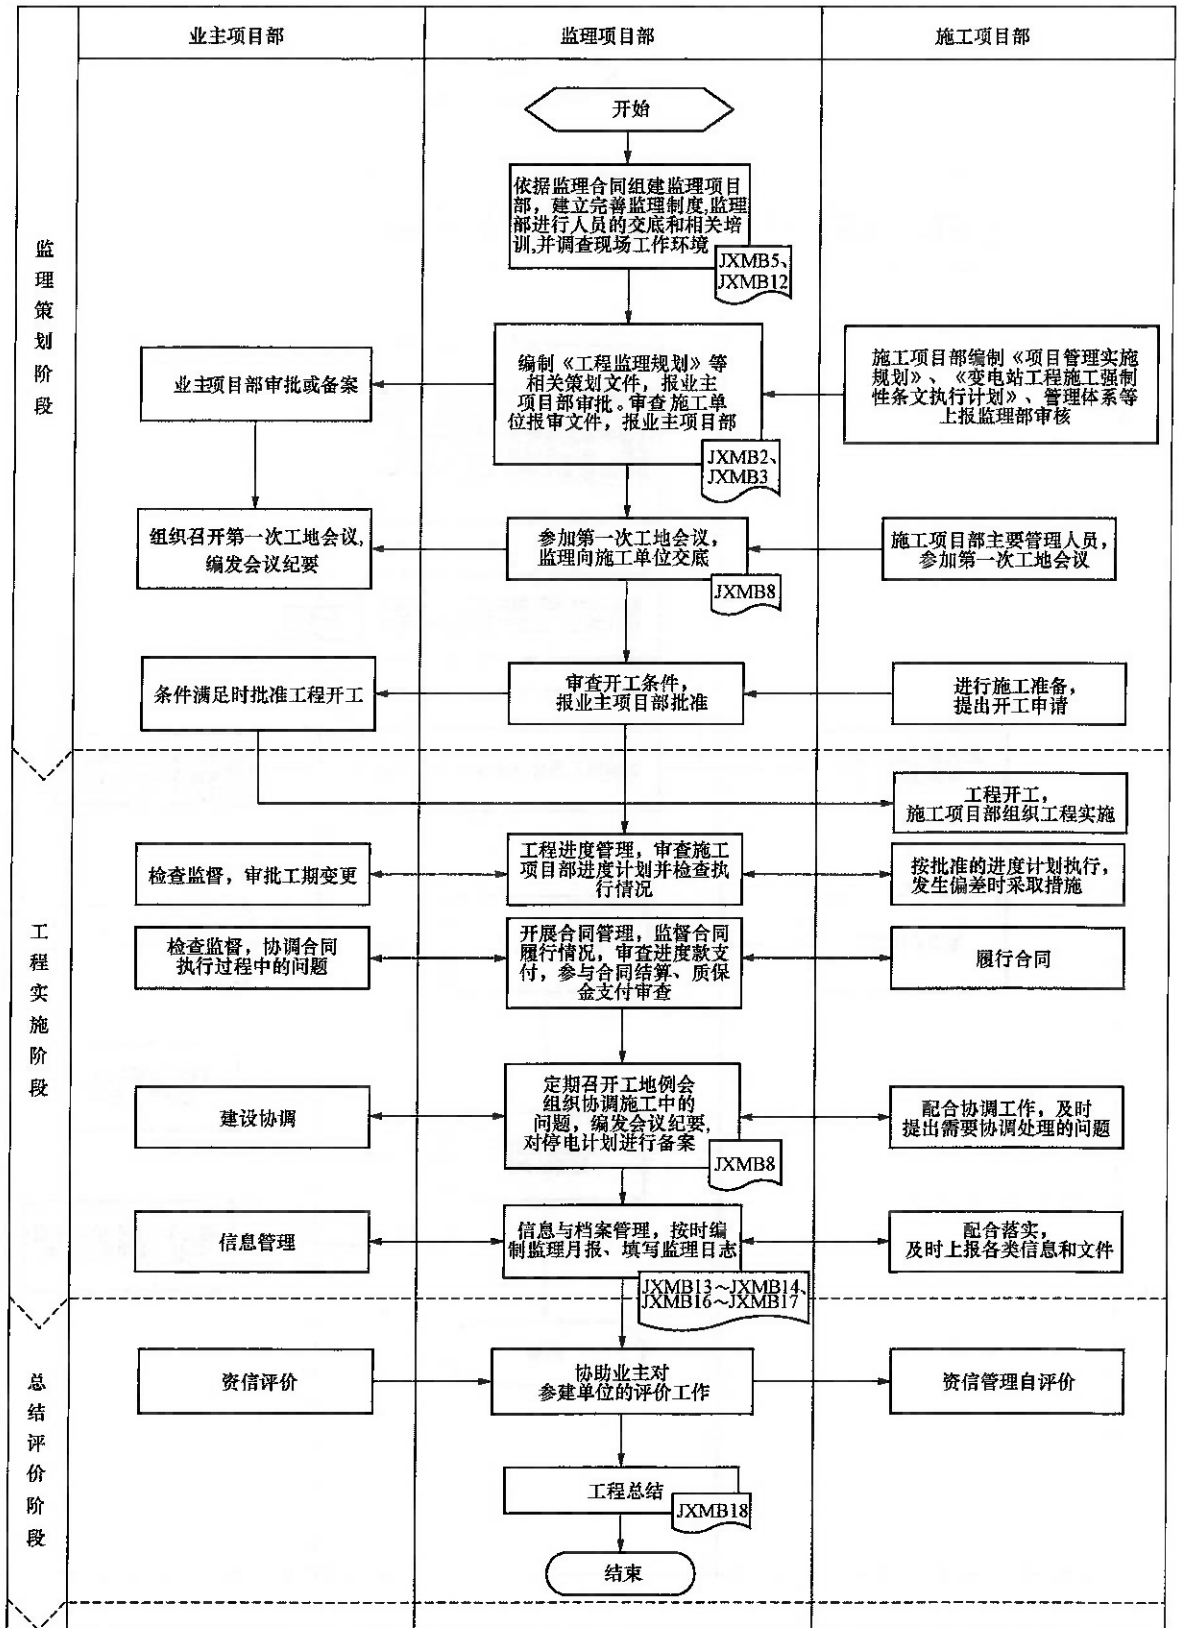 业主项目部
监理项目部
施工项目部
监理策划阶段
开始
依据监理合同组建监理项目
部，建立完善监理制度,监理
部进行人员的交底和相关培
训,并调查现场工作环境
JXMB5、
JXMB12
业主项目部审批或备案
编制《工程监理规划》等
相关策划文件，报业主
项目部审批。审查施工单
位报审文件，报业主项目部
JXMB2、
JXMB3
施工项目部编制《项目管理实施
规划》、《变电站工程施工强制
性条文执行计划》、管理体系等
上报监理部审核
组织召开第一次工地会议,
编发会议纪要
参加第一次工地会议，
监理向施工单位交底
JXMB8
施工项目部主要管理人员，
参加第一次工地会议
条件满足时批准工程开工
审查开工条件，
报业主项目部批准
进行施工准备，
提出开工申请
工程实施阶段
工程开工，
施工项目部组织工程实施
检查监督，审批工期变更
工程进度管理，审查施工
项目部进度计划并检查执
行情况
按批准的进度计划执行，
发生偏差时采取措施
检查监督，协调合同
执行过程中的问题
开展合同管理，监督合同
履行情况，审查进度款支
付，参与合同结算、质保
金支付审查
履行合同
建设协调
定期召开工地例会
组织协调施工中的
问题，编发会议纪要,
对停电计划进行备案
JXMB8
配合协调工作，及时
提出需要协调处理的问题
信息管理
信息与档案管理，按时编
制监理月报、填写监理日志
JXMB13～JXMB14、
JXMB16～JXMB17
配合落实，
及时上报各类信息和文件
总结评价阶段
资信评价
协助业主对
参建单位的评价工作
资信管理自评价
工程总结
JXMB18
结束